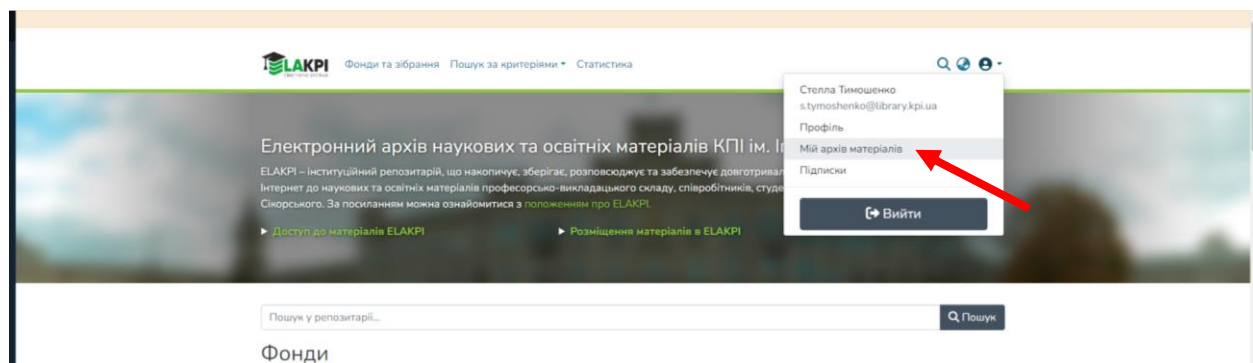 ELAKPI
Фонди та зібрання Пошук за критеріями Статистика
Стелла Тимошенко
s.tymoshenko@library.kpi.ua
Профіль
Мій архів матеріалів
Підписки
Вийти
Електронний архів наукових та освітніх матеріалів КПІ ім. І
ELAKPI – інституційний репозитарій, що накопичує, зберігає, розповсюджує та забезпечує довготривал
Інтернет до наукових та освітніх матеріалів професорсько-викладацького складу, співробітників, студе
Сікорського. За посиланням можна ознайомитися з положенням про ELAKPI.
Доступ до матеріалів ELAKPI Розміщення матеріалів в ELAKPI
Пошук у репозитарії... Пошук
Фонди